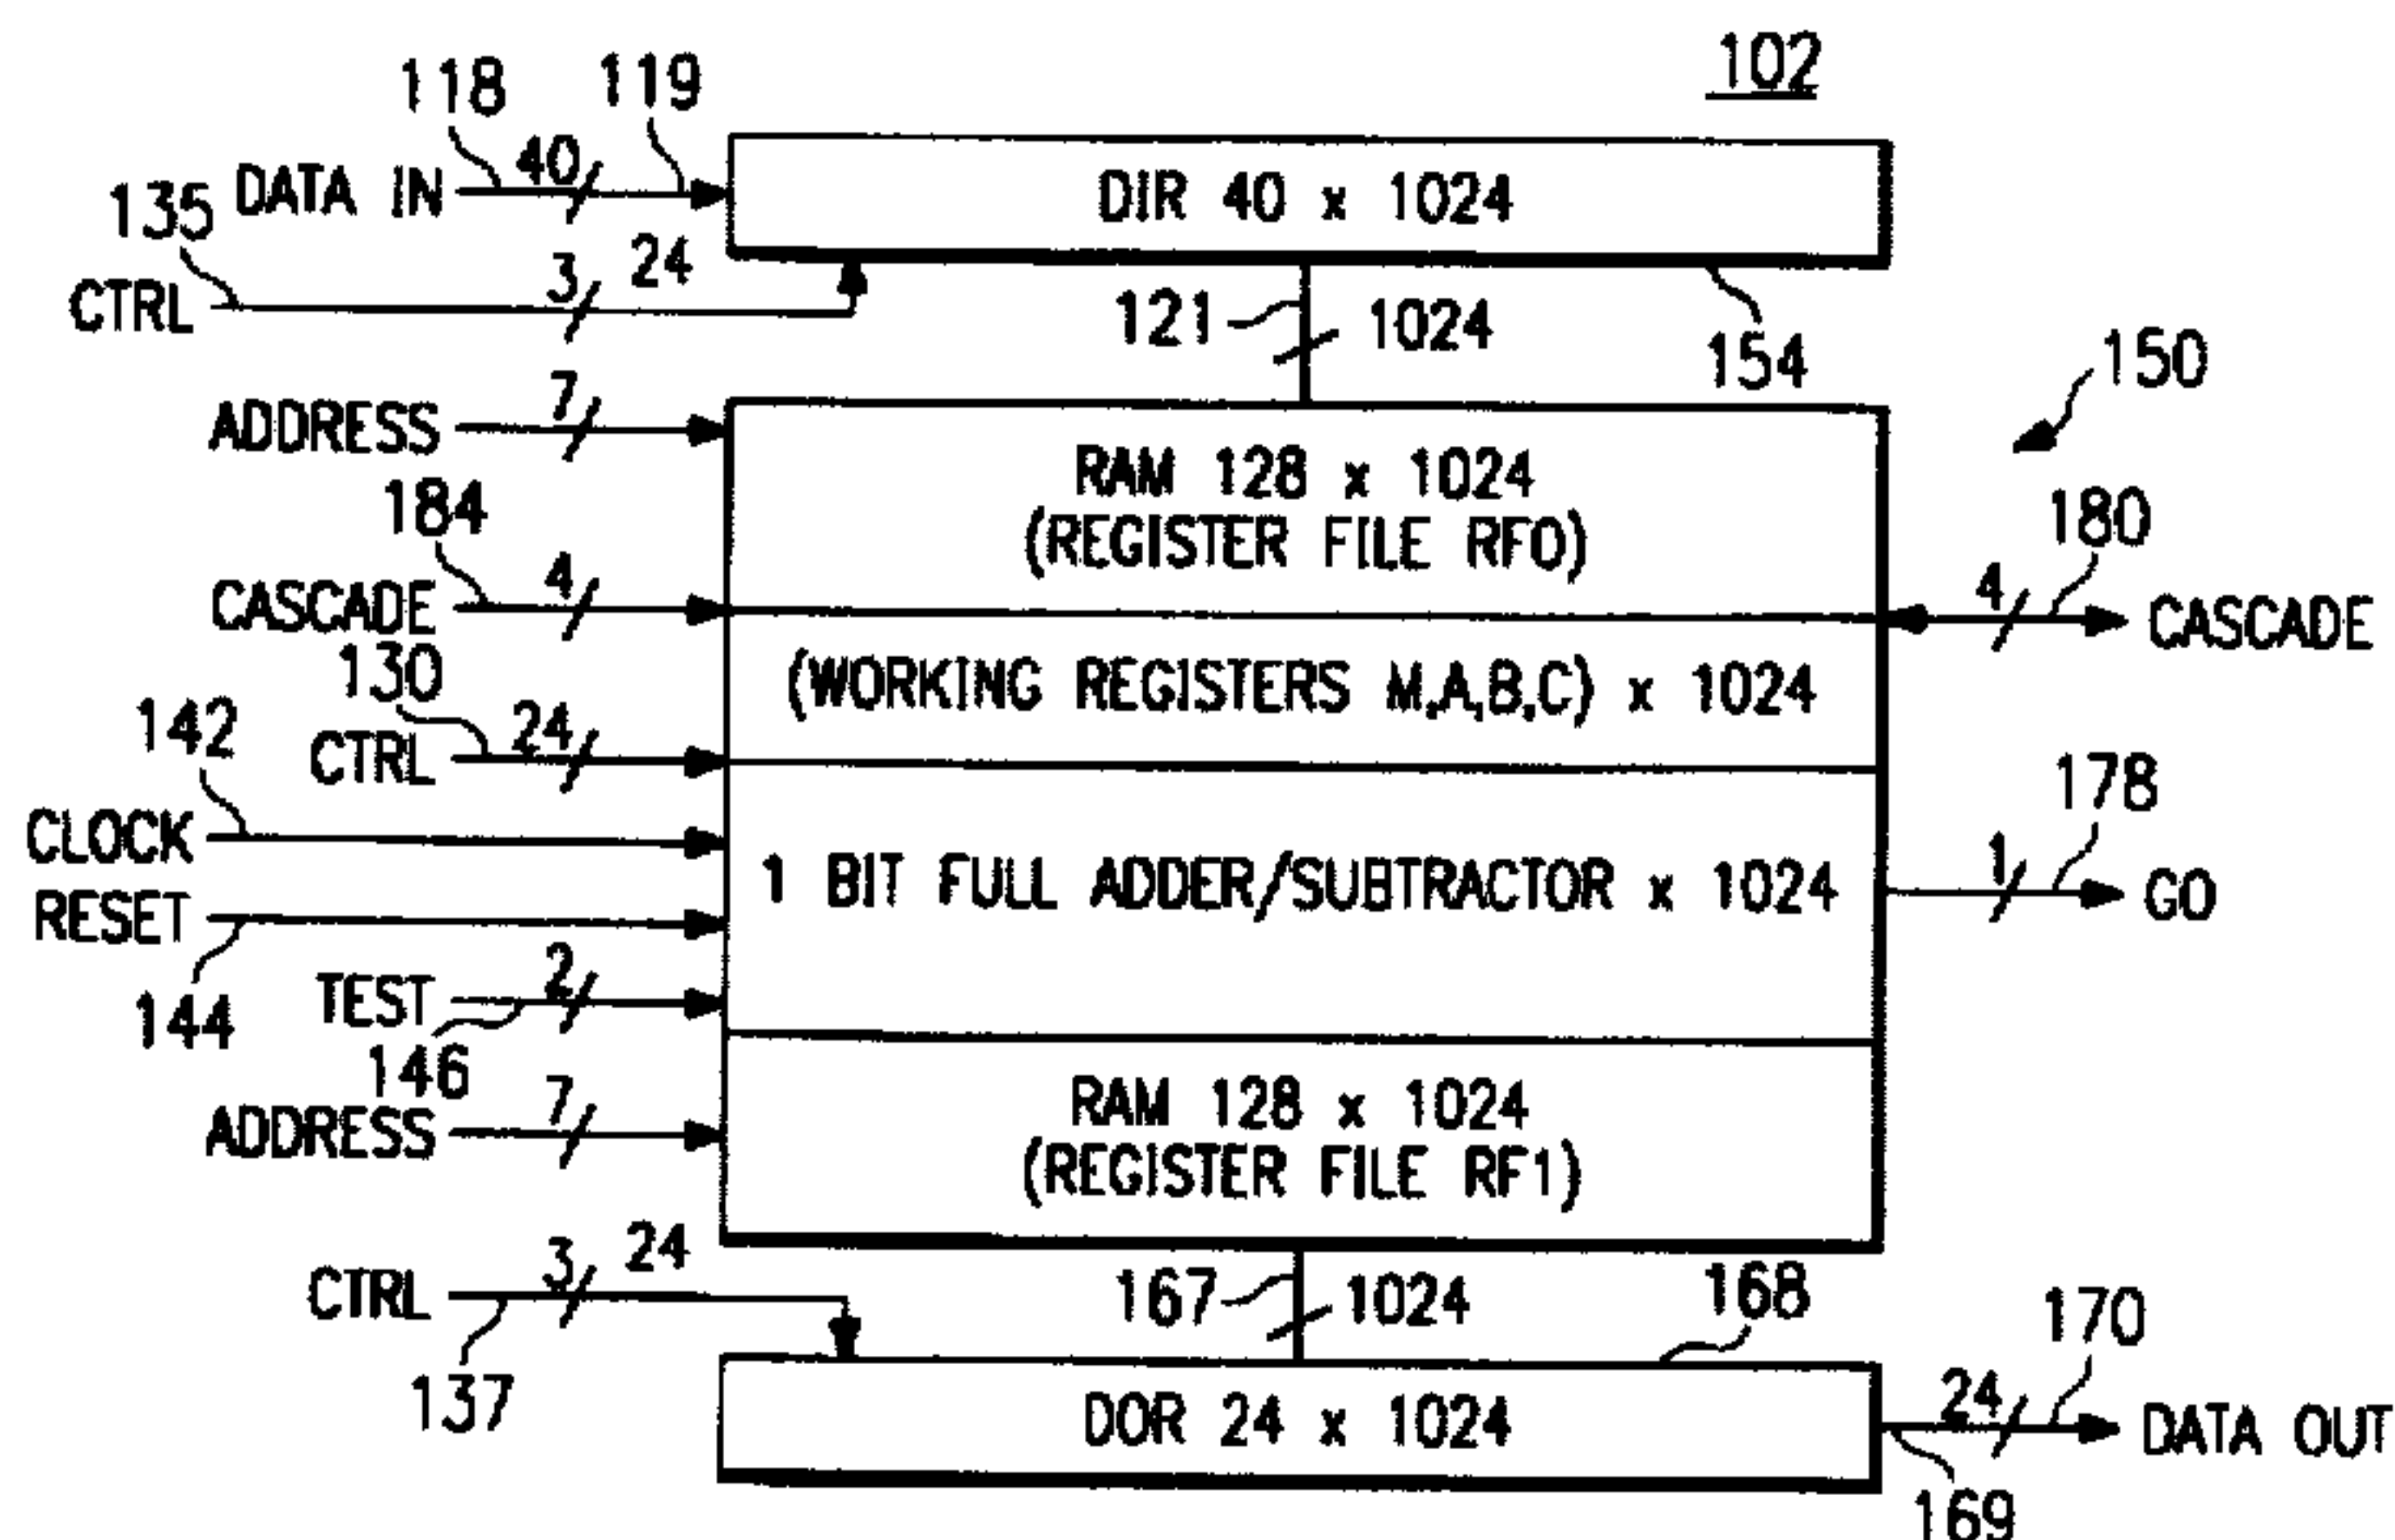 102
118
119
40
DATA IN
DIR 40 x 1024
135
3
24
CTRL
121
1024
154
150
7
ADDRESS
RAM 128 x 1024
(REGISTER FILE RF0)
184
180
4
CASCADE
4
CASCADE
130
(WORKING REGISTERS M,A,B,C) x 1024
142
24
CTRL
178
CLOCK
1 BIT FULL ADDER/SUBTRACTOR x 1024
1
GO
RESET
144
2
TEST
146
7
ADDRESS
RAM 128 x 1024
(REGISTER FILE RF1)
3
24
CTRL
167
1024
168
170
137
DOR 24 x 1024
24
DATA OUT
169